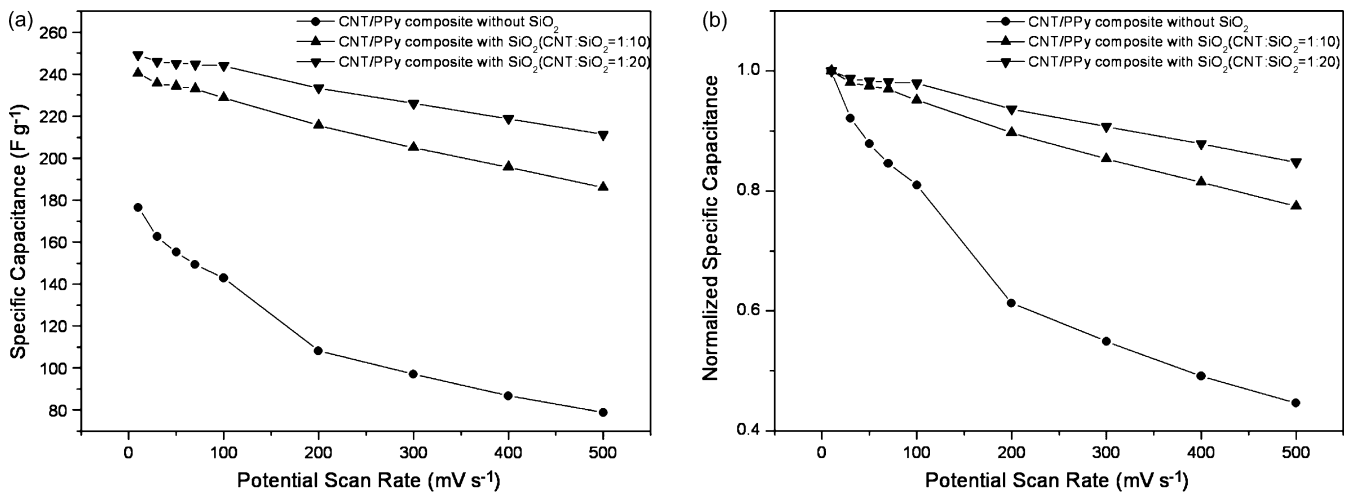 (a)
CNT/PPy composite without SiO₂
CNT/PPy composite with SiO₂(CNT:SiO₂=1:10)
CNT/PPy composite with SiO₂(CNT:SiO₂=1:20)
260
240
220
200
180
160
140
120
100
80
Specific Capacitance (F g⁻¹)
0 100 200 300 400 500
Potential Scan Rate (mV s⁻¹)
(b)
CNT/PPy composite without SiO₂
CNT/PPy composite with SiO₂(CNT:SiO₂=1:10)
CNT/PPy composite with SiO₂(CNT:SiO₂=1:20)
1.0
0.8
0.6
0.4
Normalized Specific Capacitance
0 100 200 300 400 500
Potential Scan Rate (mV s⁻¹)